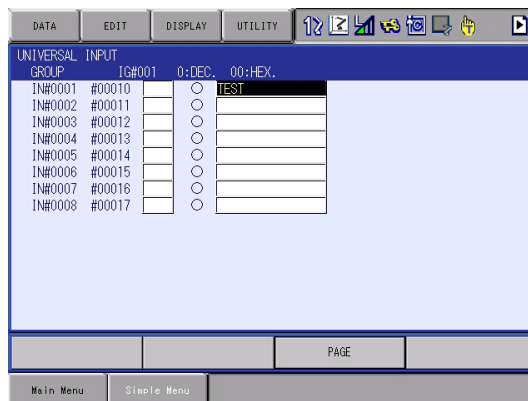 DATA EDIT DISPLAY UTILITY
UNIVERSAL INPUT
GROUP IG#001 0:DEC. 00:HEX.
IN#0001 #00010 TEST
IN#0002 #00011
IN#0003 #00012
IN#0004 #00013
IN#0005 #00014
IN#0006 #00015
IN#0007 #00016
IN#0008 #00017
PAGE
Main Menu Simple Menu